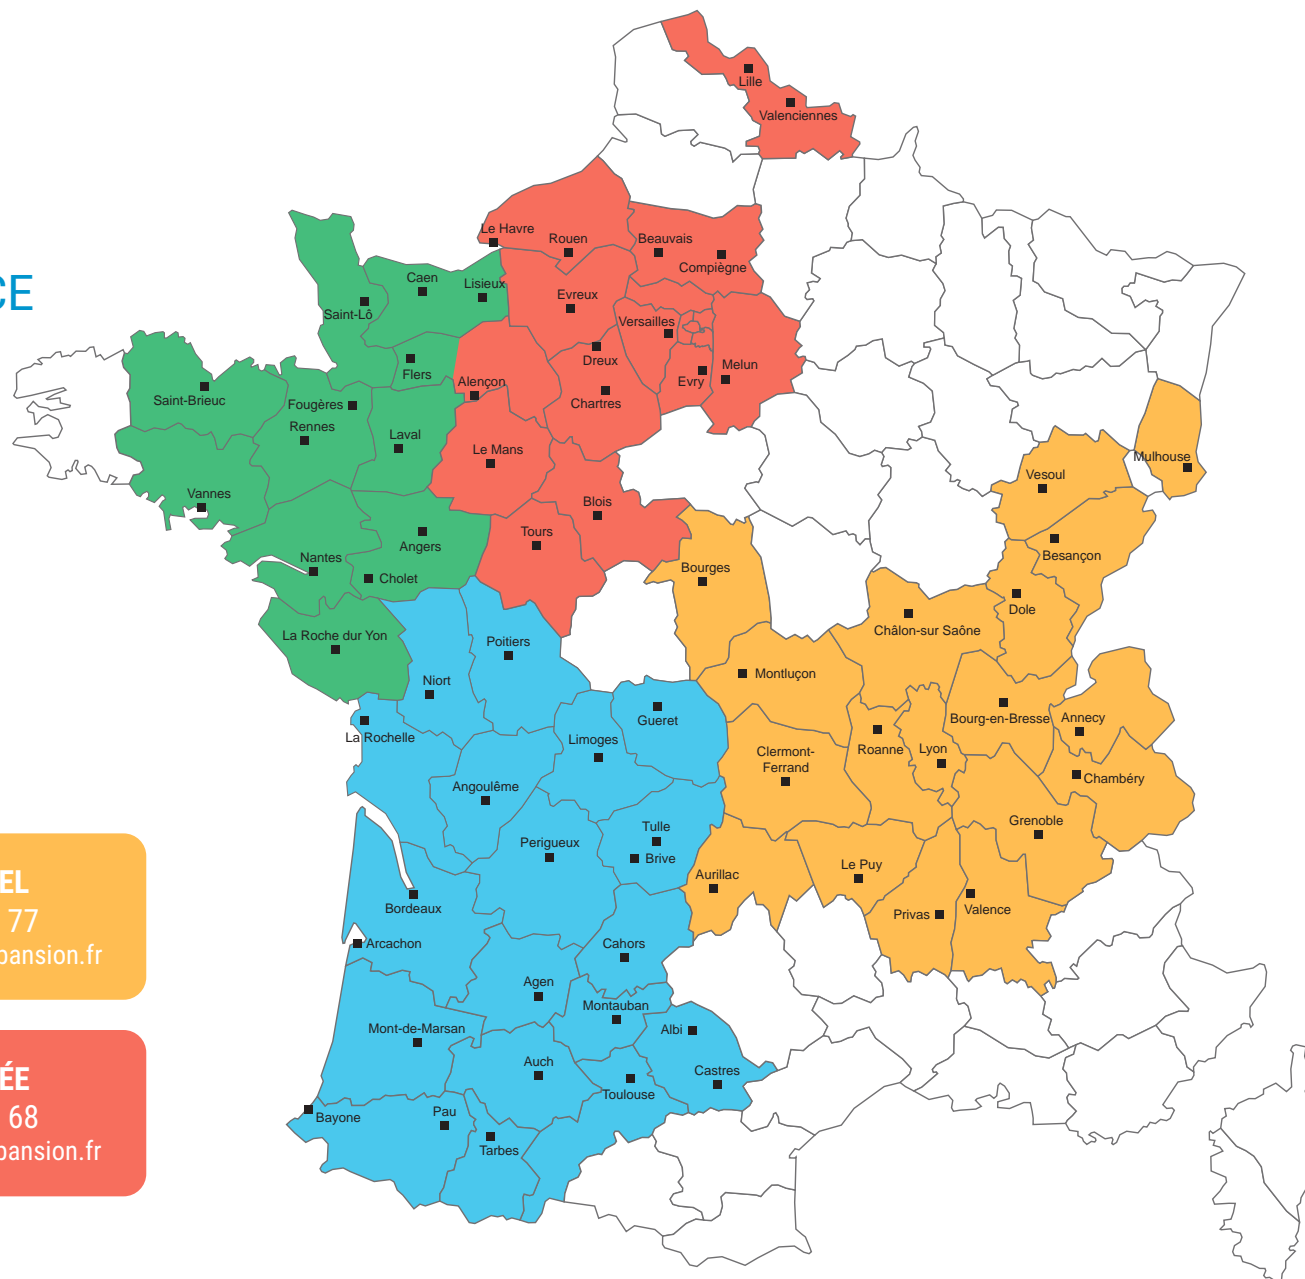 Lille
Valenciennes
Le Havre
Rouen
Beauvais
Compiègne
CE
Caen
Lisieux
Saint-Lô
Evreux
Versailles
Dreux
Flers
Alençon
Evry
Melun
Chartres
Saint-Brieuc
Fougères
Rennes
Laval
Le Mans
Mulhouse
Vesoul
Vannes
Blois
Tours
Angers
Besançon
Nantes
Cholet
Bourges
Dole
Châlon-sur Saône
La Roche dur Yon
Poitiers
Niort
Montluçon
Gueret
La Rochelle
Limoges
Bourg-en-Bresse
Annecy
Roanne
Lyon
Clermont-
Ferrand
Chambéry
Angoulême
Grenoble
Tulle
Perigueux
Brive
Le Puy
Aurillac
EL
77
pansion.fr
Bordeaux
Privas
Valence
Arcachon
Cahors
Agen
Montauban
Mont-de-Marsan
Albi
Auch
Castres
Toulouse
ÉE
68
pansion.fr
Bayone
Pau
Tarbes